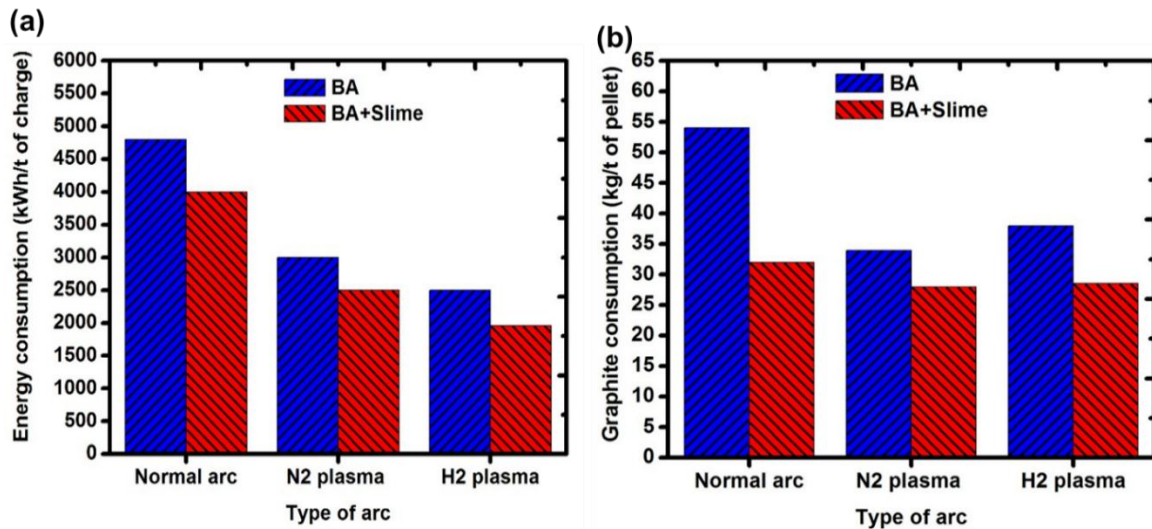 (a)
Energy consumption (kWh/t of charge)
6000
5500
5000
4500
4000
3500
3000
2500
2000
1500
1000
500
0
BA
BA+Slime
Normal arc N2 plasma H2 plasma
Type of arc
(b)
Graphite consumption (kg/t of pellet)
65
60
55
50
45
40
35
30
25
20
15
10
5
0
BA
BA+Slime
Normal arc N2 plasma H2 plasma
Type of arc